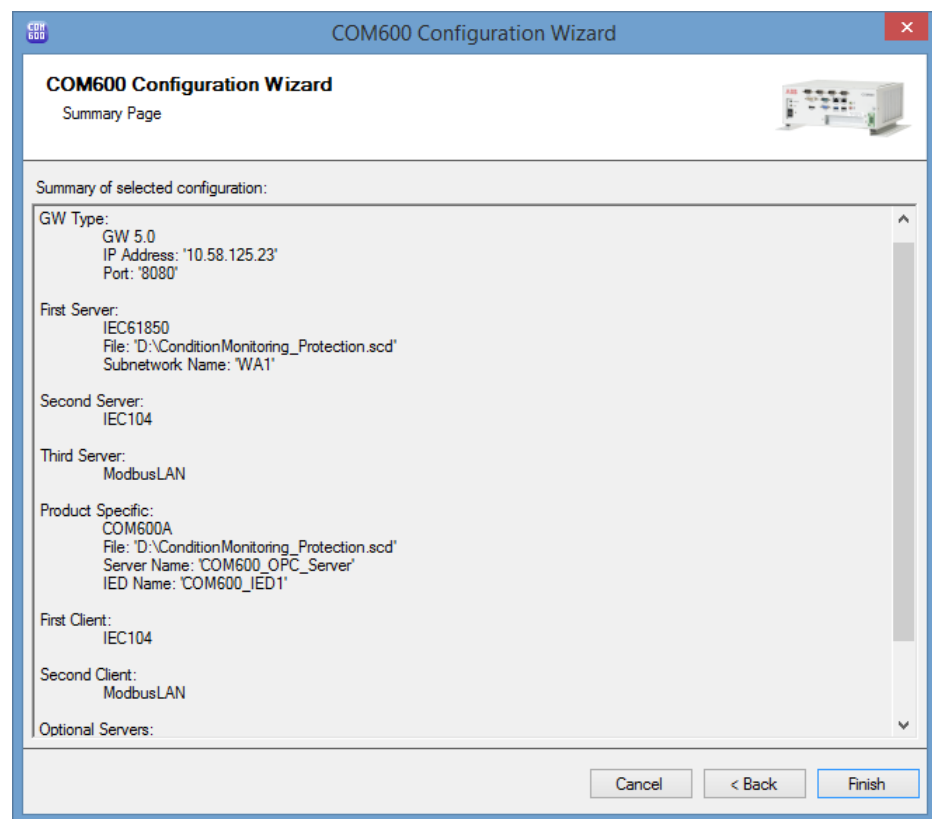 COM600 Configuration Wizard
COM600 Configuration Wizard
Summary Page
Summary of selected configuration:
GW Type:
GW 5.0
IP Address: '10.58.125.23'
Port: '8080'
First Server:
IEC61850
File: 'D:\ConditionMonitoring_Protection.scd'
Subnetwork Name: 'WA1'
Second Server:
IEC104
Third Server:
ModbusLAN
Product Specific:
COM600A
File: 'D:\ConditionMonitoring_Protection.scd'
Server Name: 'COM600_OPC_Server'
IED Name: 'COM600_IED1'
First Client:
IEC104
Second Client:
ModbusLAN
Optional Servers:
Cancel
< Back
Finish